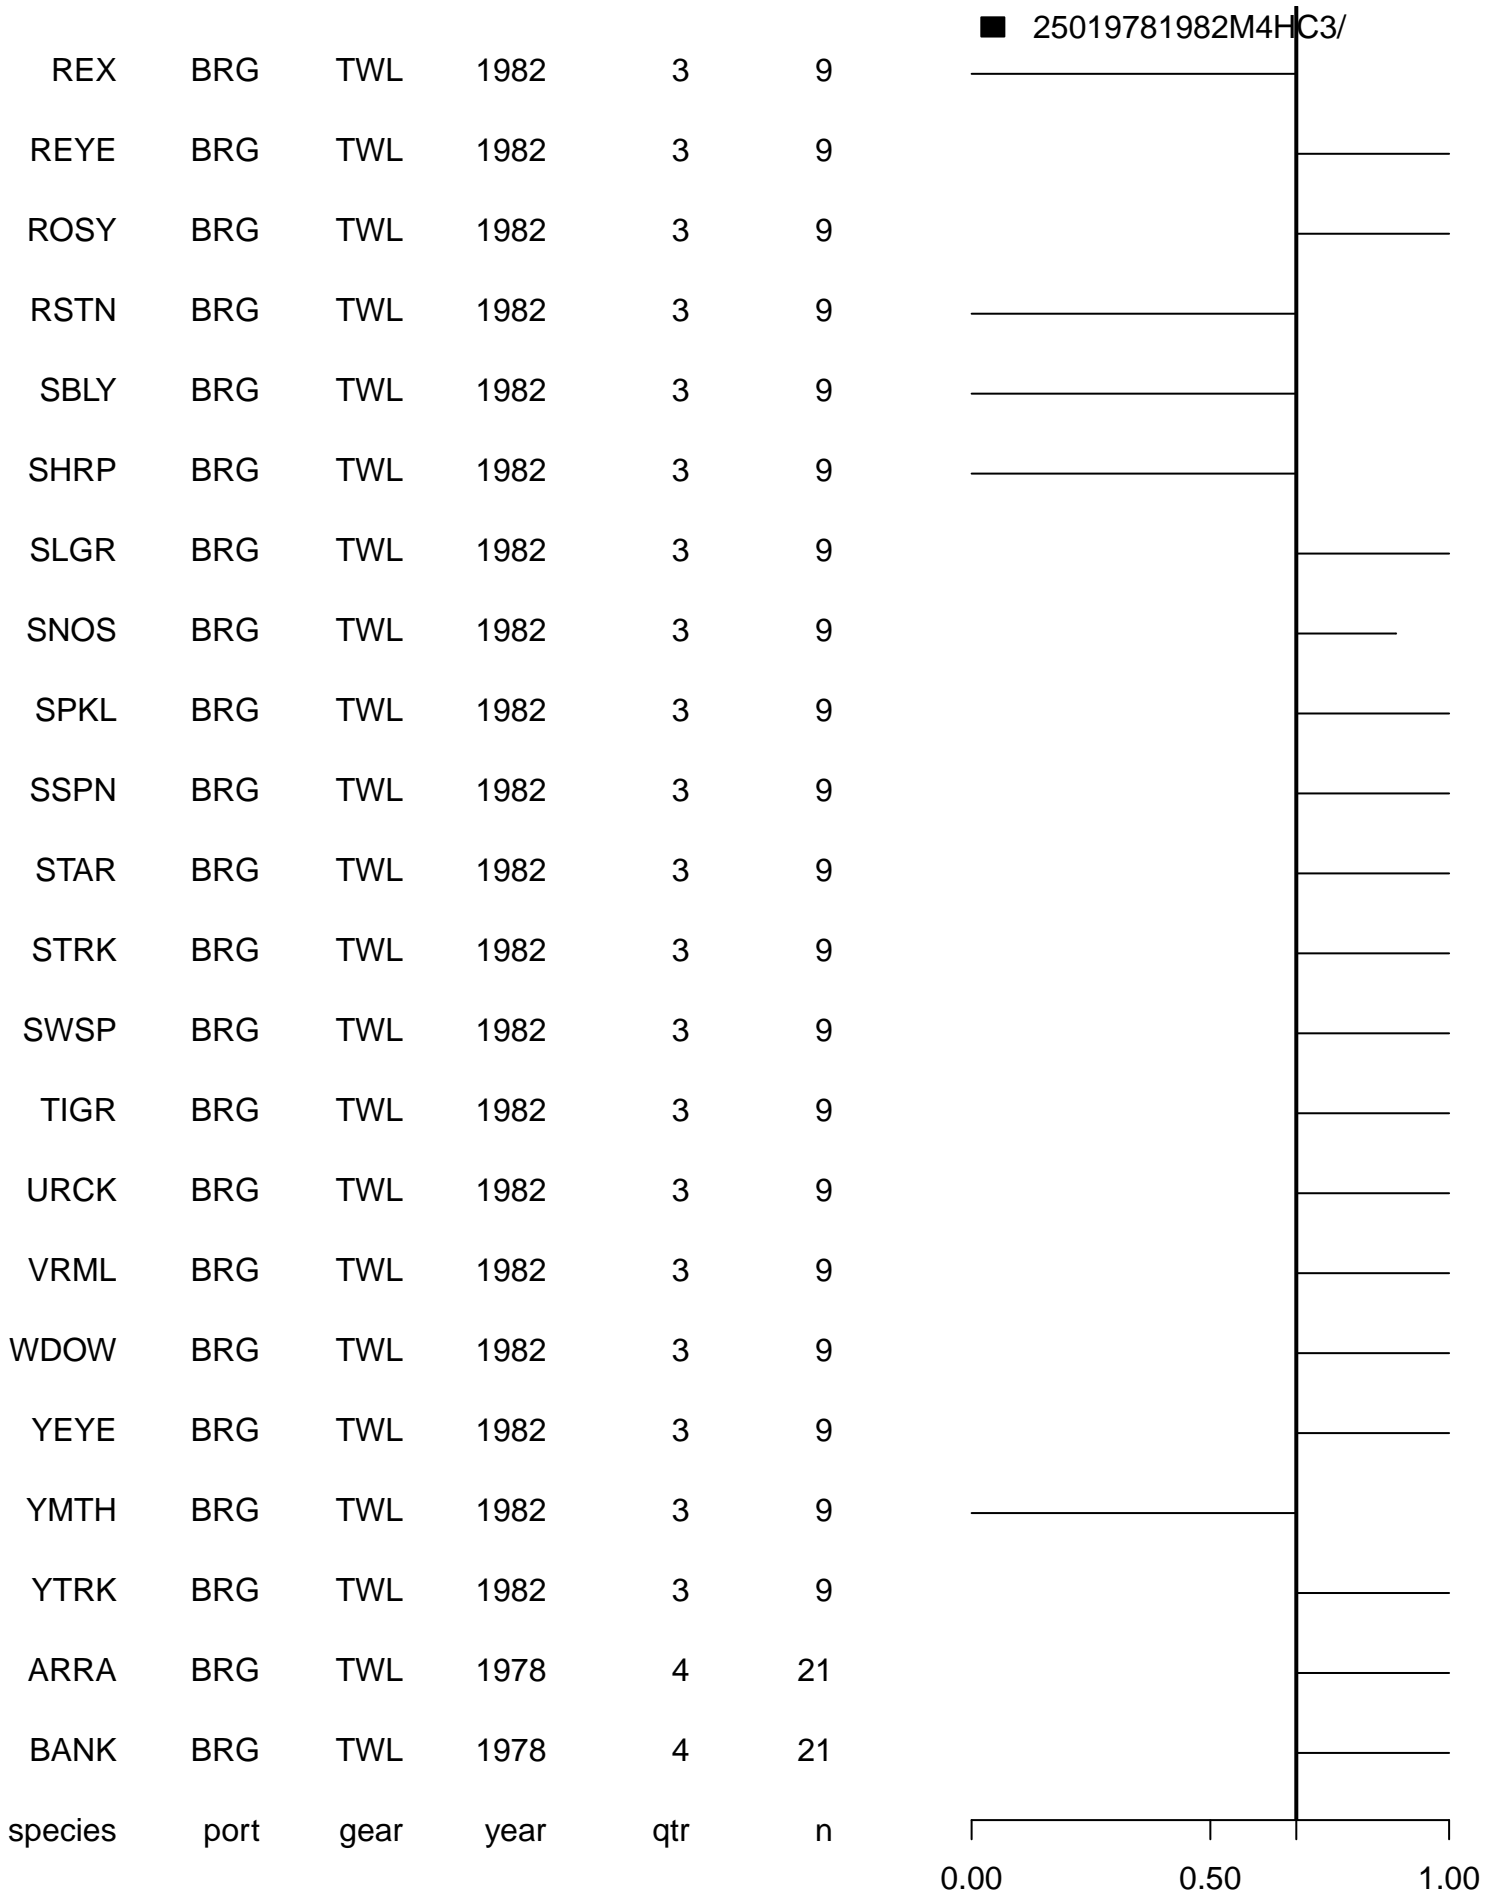 25019781982M4HC3/
REX BRG TWL 1982 3 9
REYE BRG TWL 1982 3 9
ROSY BRG TWL 1982 3 9
RSTN BRG TWL 1982 3 9
SBLY BRG TWL 1982 3 9
SHRP BRG TWL 1982 3 9
SLGR BRG TWL 1982 3 9
SNOS BRG TWL 1982 3 9
SPKL BRG TWL 1982 3 9
SSPN BRG TWL 1982 3 9
STAR BRG TWL 1982 3 9
STRK BRG TWL 1982 3 9
SWSP BRG TWL 1982 3 9
TIGR BRG TWL 1982 3 9
URCK BRG TWL 1982 3 9
VRML BRG TWL 1982 3 9
WDOW BRG TWL 1982 3 9
YEYE BRG TWL 1982 3 9
YMTH BRG TWL 1982 3 9
YTRK BRG TWL 1982 3 9
ARRA BRG TWL 1978 4 21
BANK BRG TWL 1978 4 21
species port gear year qtr n
0.00 0.50 1.00